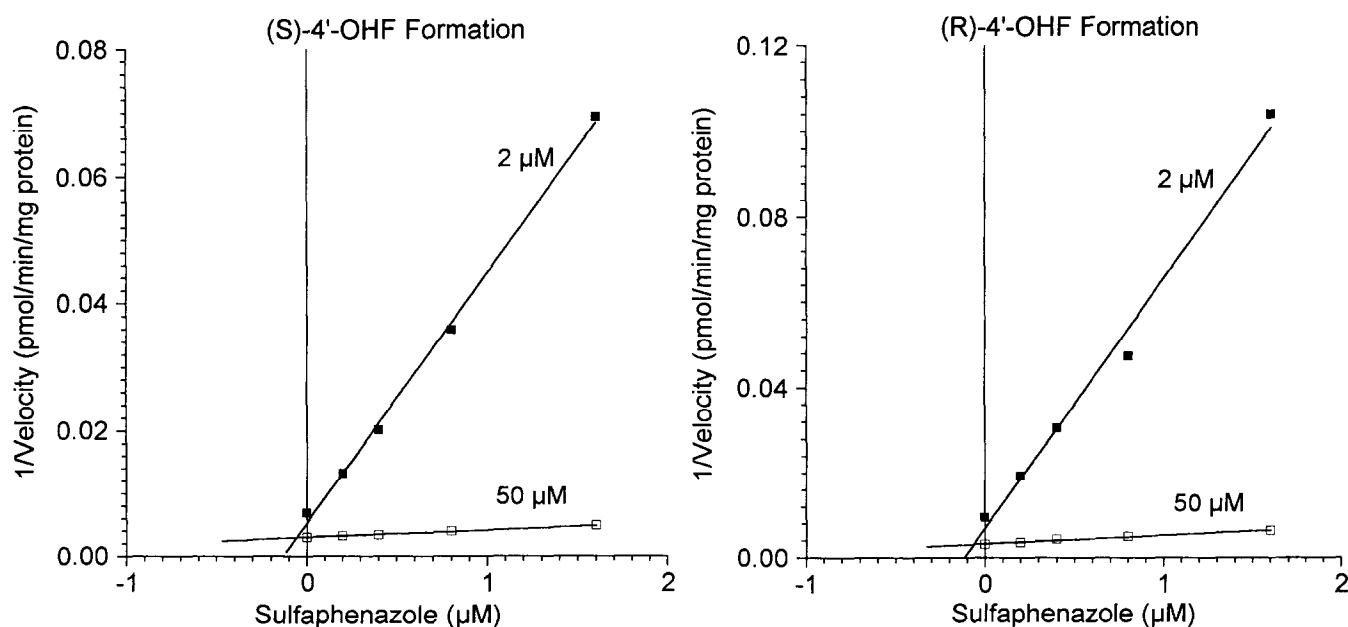 (S)-4'-OHF Formation
1/Velocity (pmol/min/mg protein)
0.08
0.06
0.04
0.02
0.00
2 µM
50 µM
-1
0
1
2
Sulfaphenazole (µM)
(R)-4'-OHF Formation
1/Velocity (pmol/min/mg protein)
0.12
0.08
0.04
0.00
2 µM
50 µM
-1
0
1
2
Sulfaphenazole (µM)